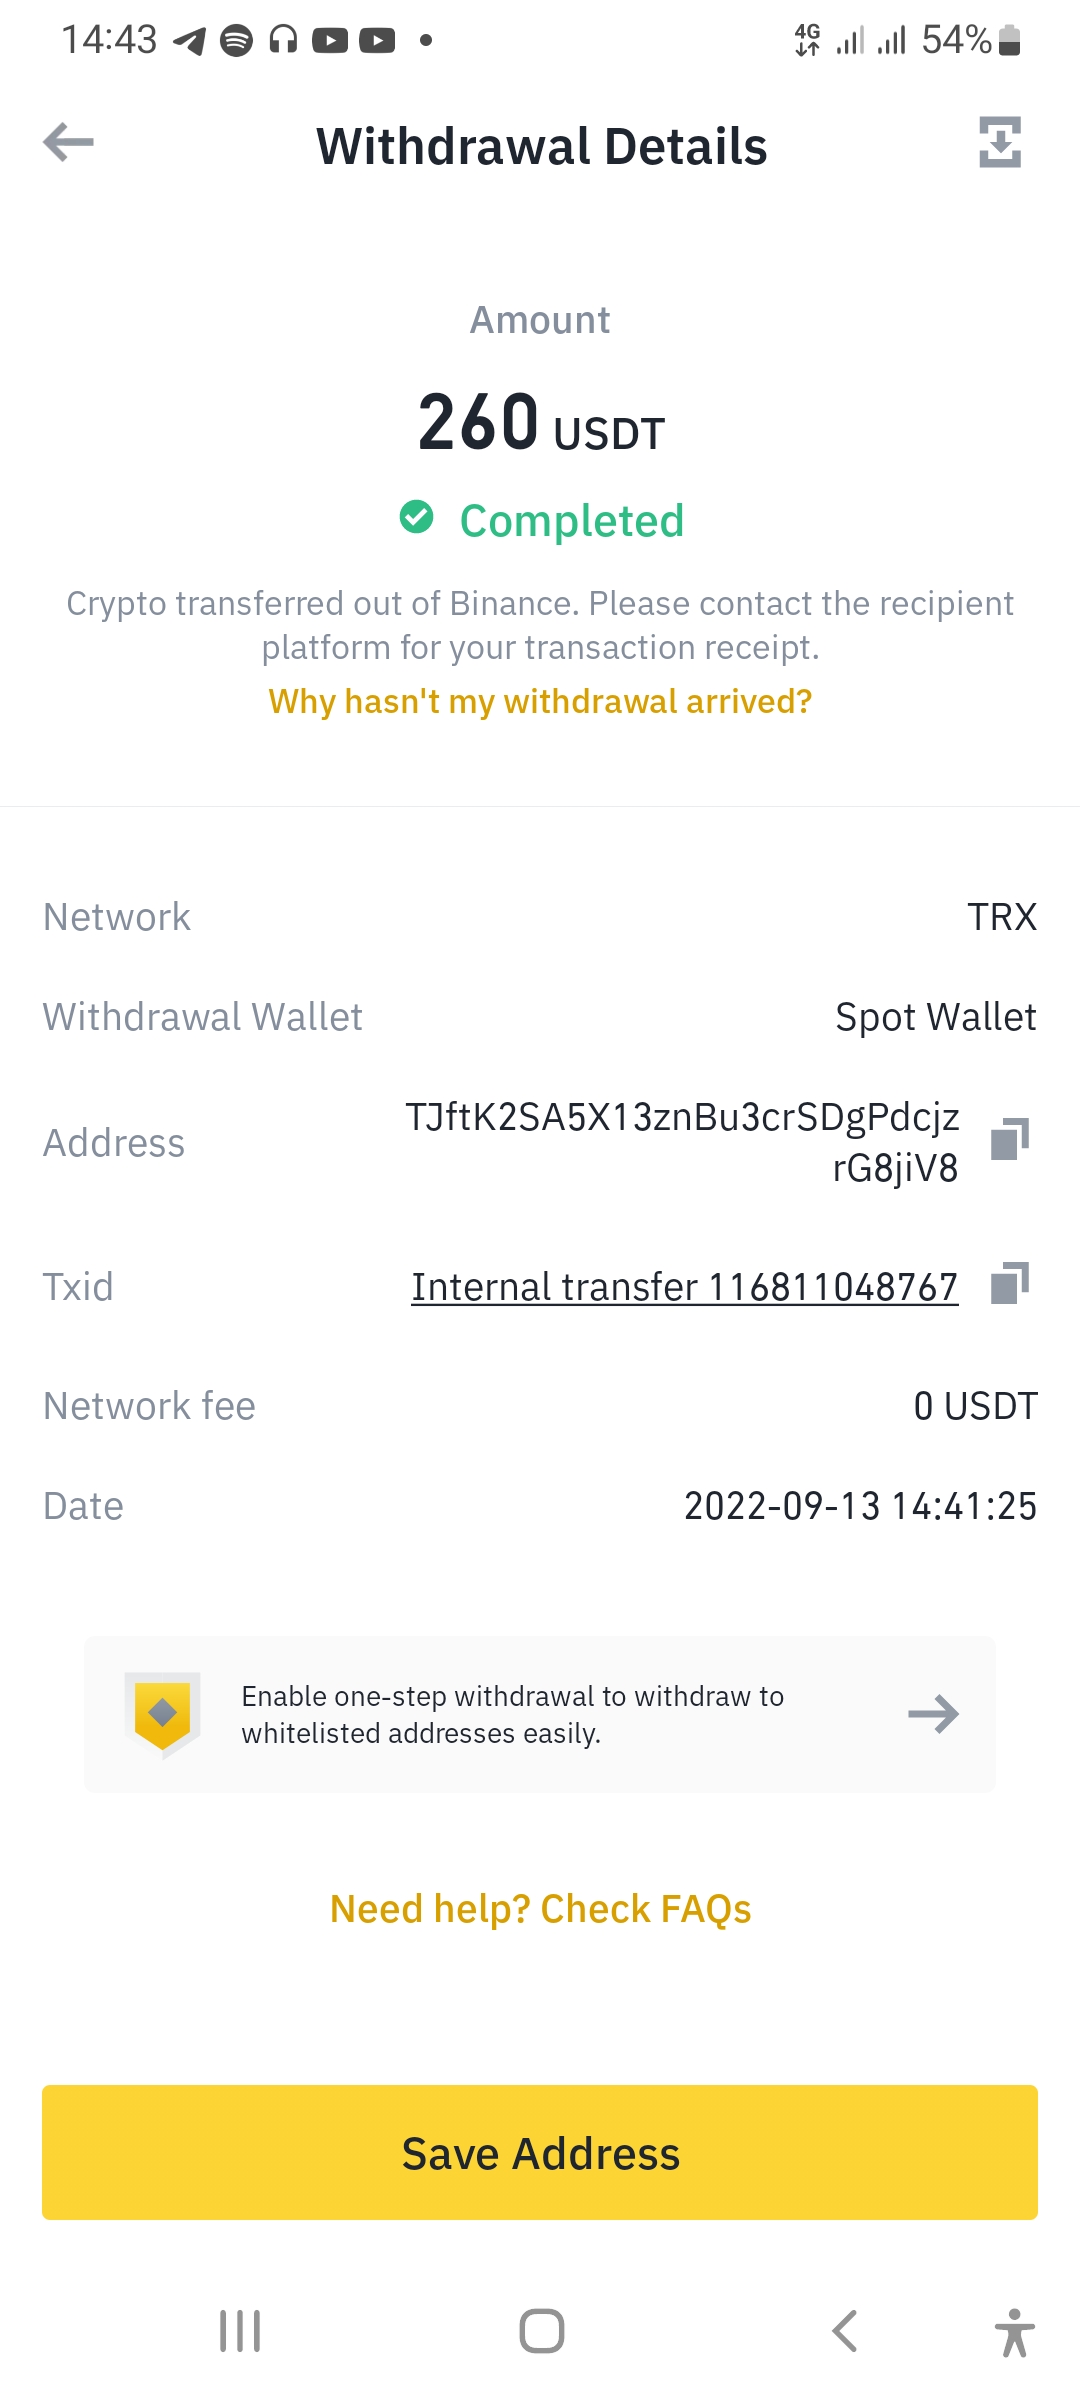 14:43
4G
54%
Withdrawal Details
Amount
260 USDT
Completed
Crypto transferred out of Binance. Please contact the recipient
platform for your transaction receipt.
Why hasn't my withdrawal arrived?
Network TRX
Withdrawal Wallet Spot Wallet
Address TJftK2SA5X13znBu3crSDgPdcjz
rG8jiV8
Txid Internal transfer 116811048767
Network fee 0 USDT
Date 2022-09-13 14:41:25
Enable one-step withdrawal to withdraw to
whitelisted addresses easily.
Need help? Check FAQs
Save Address